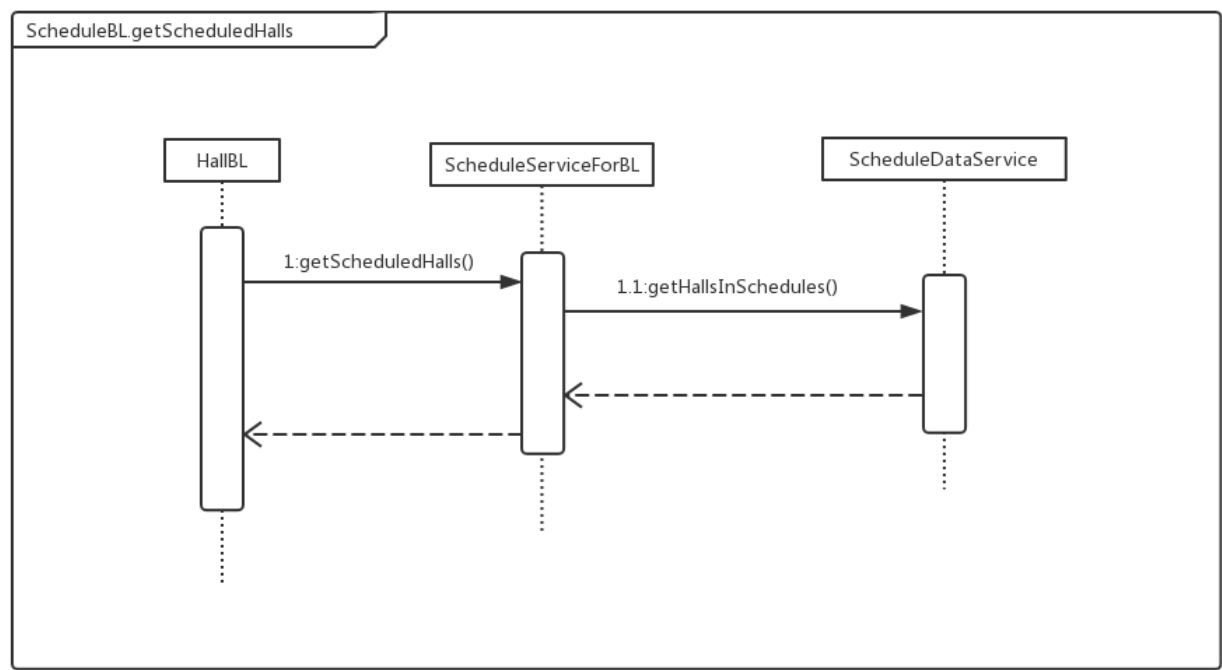 ScheduleBL.getScheduledHalls
HallBL
ScheduleServiceForBL
ScheduleDataService
1:getScheduledHalls()
1.1:getHallsInSchedules()